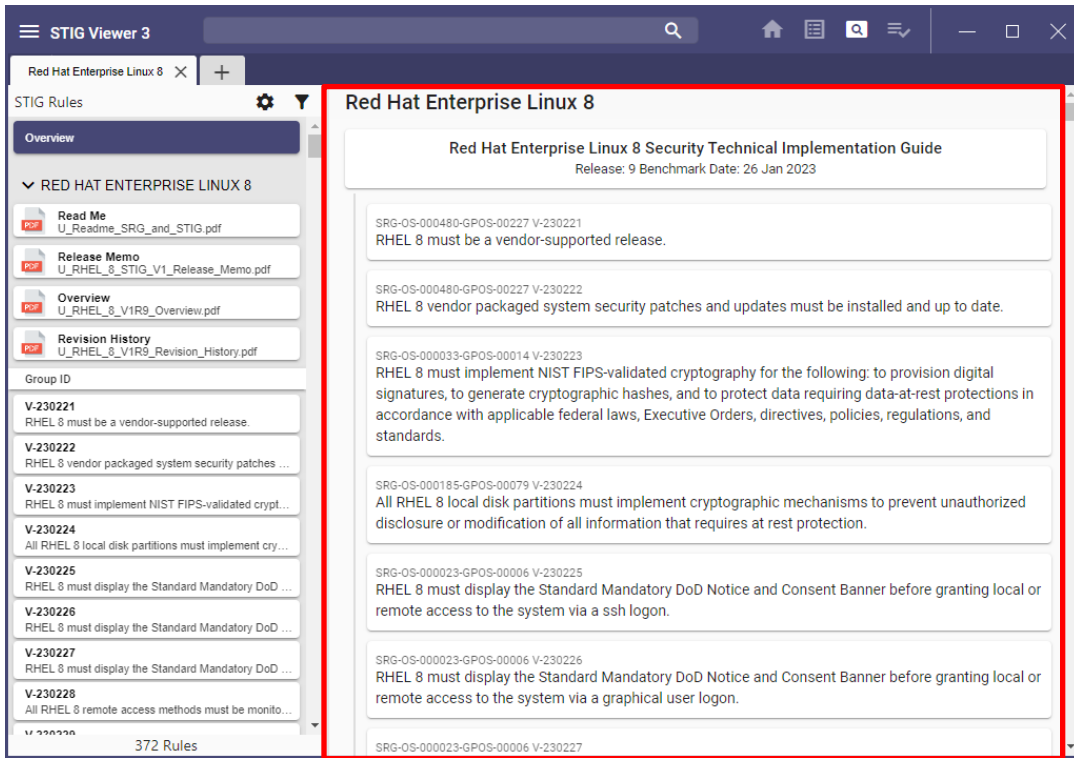 STIG Viewer 3
Red Hat Enterprise Linux 8
STIG Rules
Overview
RED HAT ENTERPRISE LINUX 8
PDF
Read Me
U_Readme_SRG_and_STIG.pdf
PDF
Release Memo
U_RHEL_8_STIG_V1_Release_Memo.pdf
PDF
Overview
U_RHEL_8_V1R9_Overview.pdf
PDF
Revision History
U_RHEL_8_V1R9_Revision_History.pdf
Group ID
V-230221
RHEL 8 must be a vendor-supported release.
V-230222
RHEL 8 vendor packaged system security patches ...
V-230223
RHEL 8 must implement NIST FIPS-validated crypt...
V-230224
All RHEL 8 local disk partitions must implement cry...
V-230225
RHEL 8 must display the Standard Mandatory DoD ...
V-230226
RHEL 8 must display the Standard Mandatory DoD ...
V-230227
RHEL 8 must display the Standard Mandatory DoD ...
V-230228
All RHEL 8 remote access methods must be monito...
V-230229
372 Rules
Red Hat Enterprise Linux 8
Red Hat Enterprise Linux 8 Security Technical Implementation Guide
Release: 9 Benchmark Date: 26 Jan 2023
SRG-OS-000480-GPOS-00227 V-230221
RHEL 8 must be a vendor-supported release.
SRG-OS-000480-GPOS-00227 V-230222
RHEL 8 vendor packaged system security patches and updates must be installed and up to date.
SRG-OS-000033-GPOS-00014 V-230223
RHEL 8 must implement NIST FIPS-validated cryptography for the following: to provision digital
signatures, to generate cryptographic hashes, and to protect data requiring data-at-rest protections in
accordance with applicable federal laws, Executive Orders, directives, policies, regulations, and
standards.
SRG-OS-000185-GPOS-00079 V-230224
All RHEL 8 local disk partitions must implement cryptographic mechanisms to prevent unauthorized
disclosure or modification of all information that requires at rest protection.
SRG-OS-000023-GPOS-00006 V-230225
RHEL 8 must display the Standard Mandatory DoD Notice and Consent Banner before granting local or
remote access to the system via a ssh logon.
SRG-OS-000023-GPOS-00006 V-230226
RHEL 8 must display the Standard Mandatory DoD Notice and Consent Banner before granting local or
remote access to the system via a graphical user logon.
SRG-OS-000023-GPOS-00006 V-230227